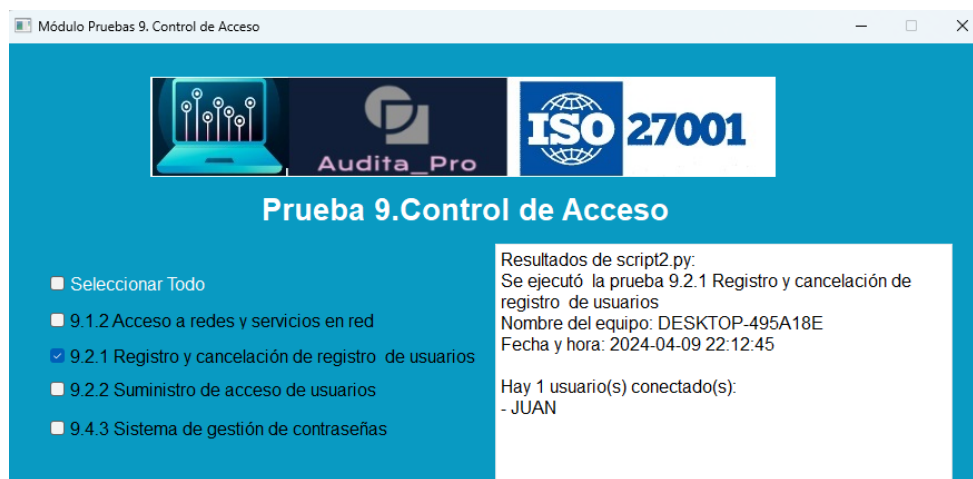 Módulo Pruebas 9. Control de Acceso
Audita_Pro
ISO 27001
Prueba 9.Control de Acceso
Seleccionar Todo
9.1.2 Acceso a redes y servicios en red
9.2.1 Registro y cancelación de registro  de usuarios
9.2.2 Suministro de acceso de usuarios
9.4.3 Sistema de gestión de contraseñas
Resultados de script2.py:
Se ejecutó  la prueba 9.2.1 Registro y cancelación de
registro  de usuarios
Nombre del equipo: DESKTOP-495A18E
Fecha y hora: 2024-04-09 22:12:45
Hay 1 usuario(s) conectado(s):
- JUAN